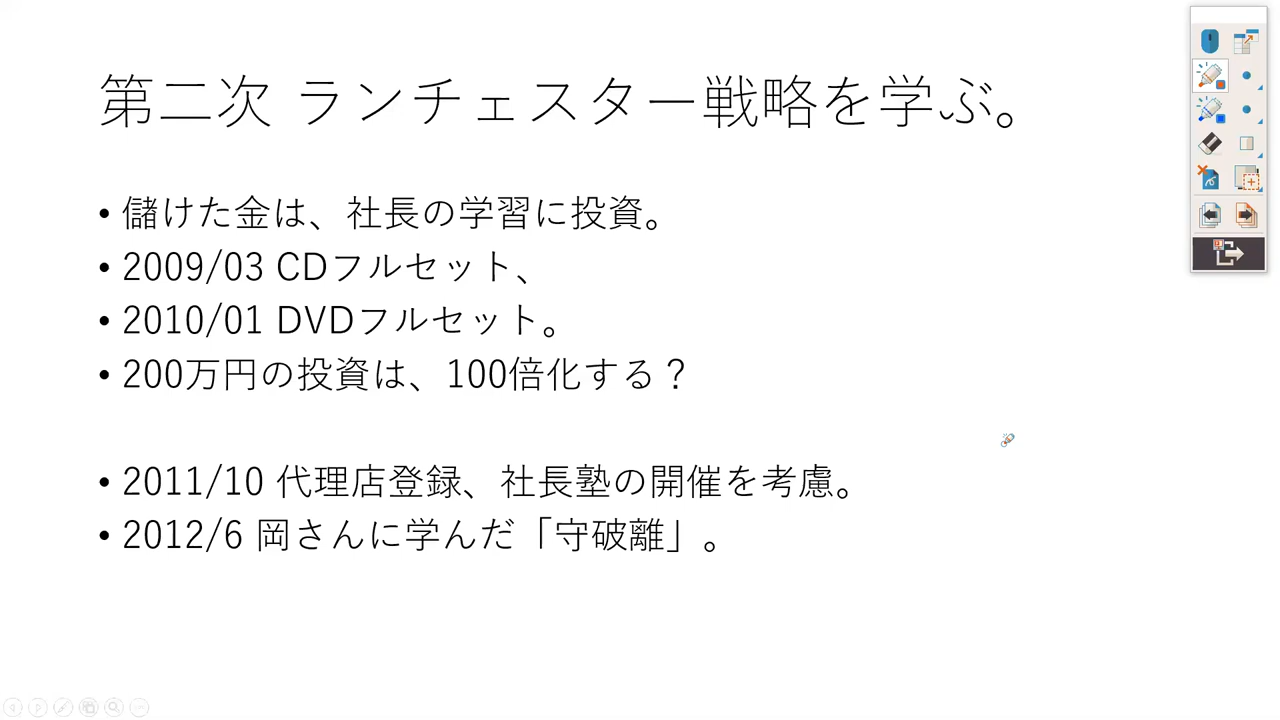 第二次 ランチェスター戦略を学ぶ。
• 儲けた金は、社長の学習に投資。
• 2009/03 CDフルセット、
• 2010/01 DVDフルセット。
• 200万円の投資は、100倍化する？
• 2011/10 代理店登録、社長塾の開催を考慮。
• 2012/6 岡さんに学んだ「守破離」。